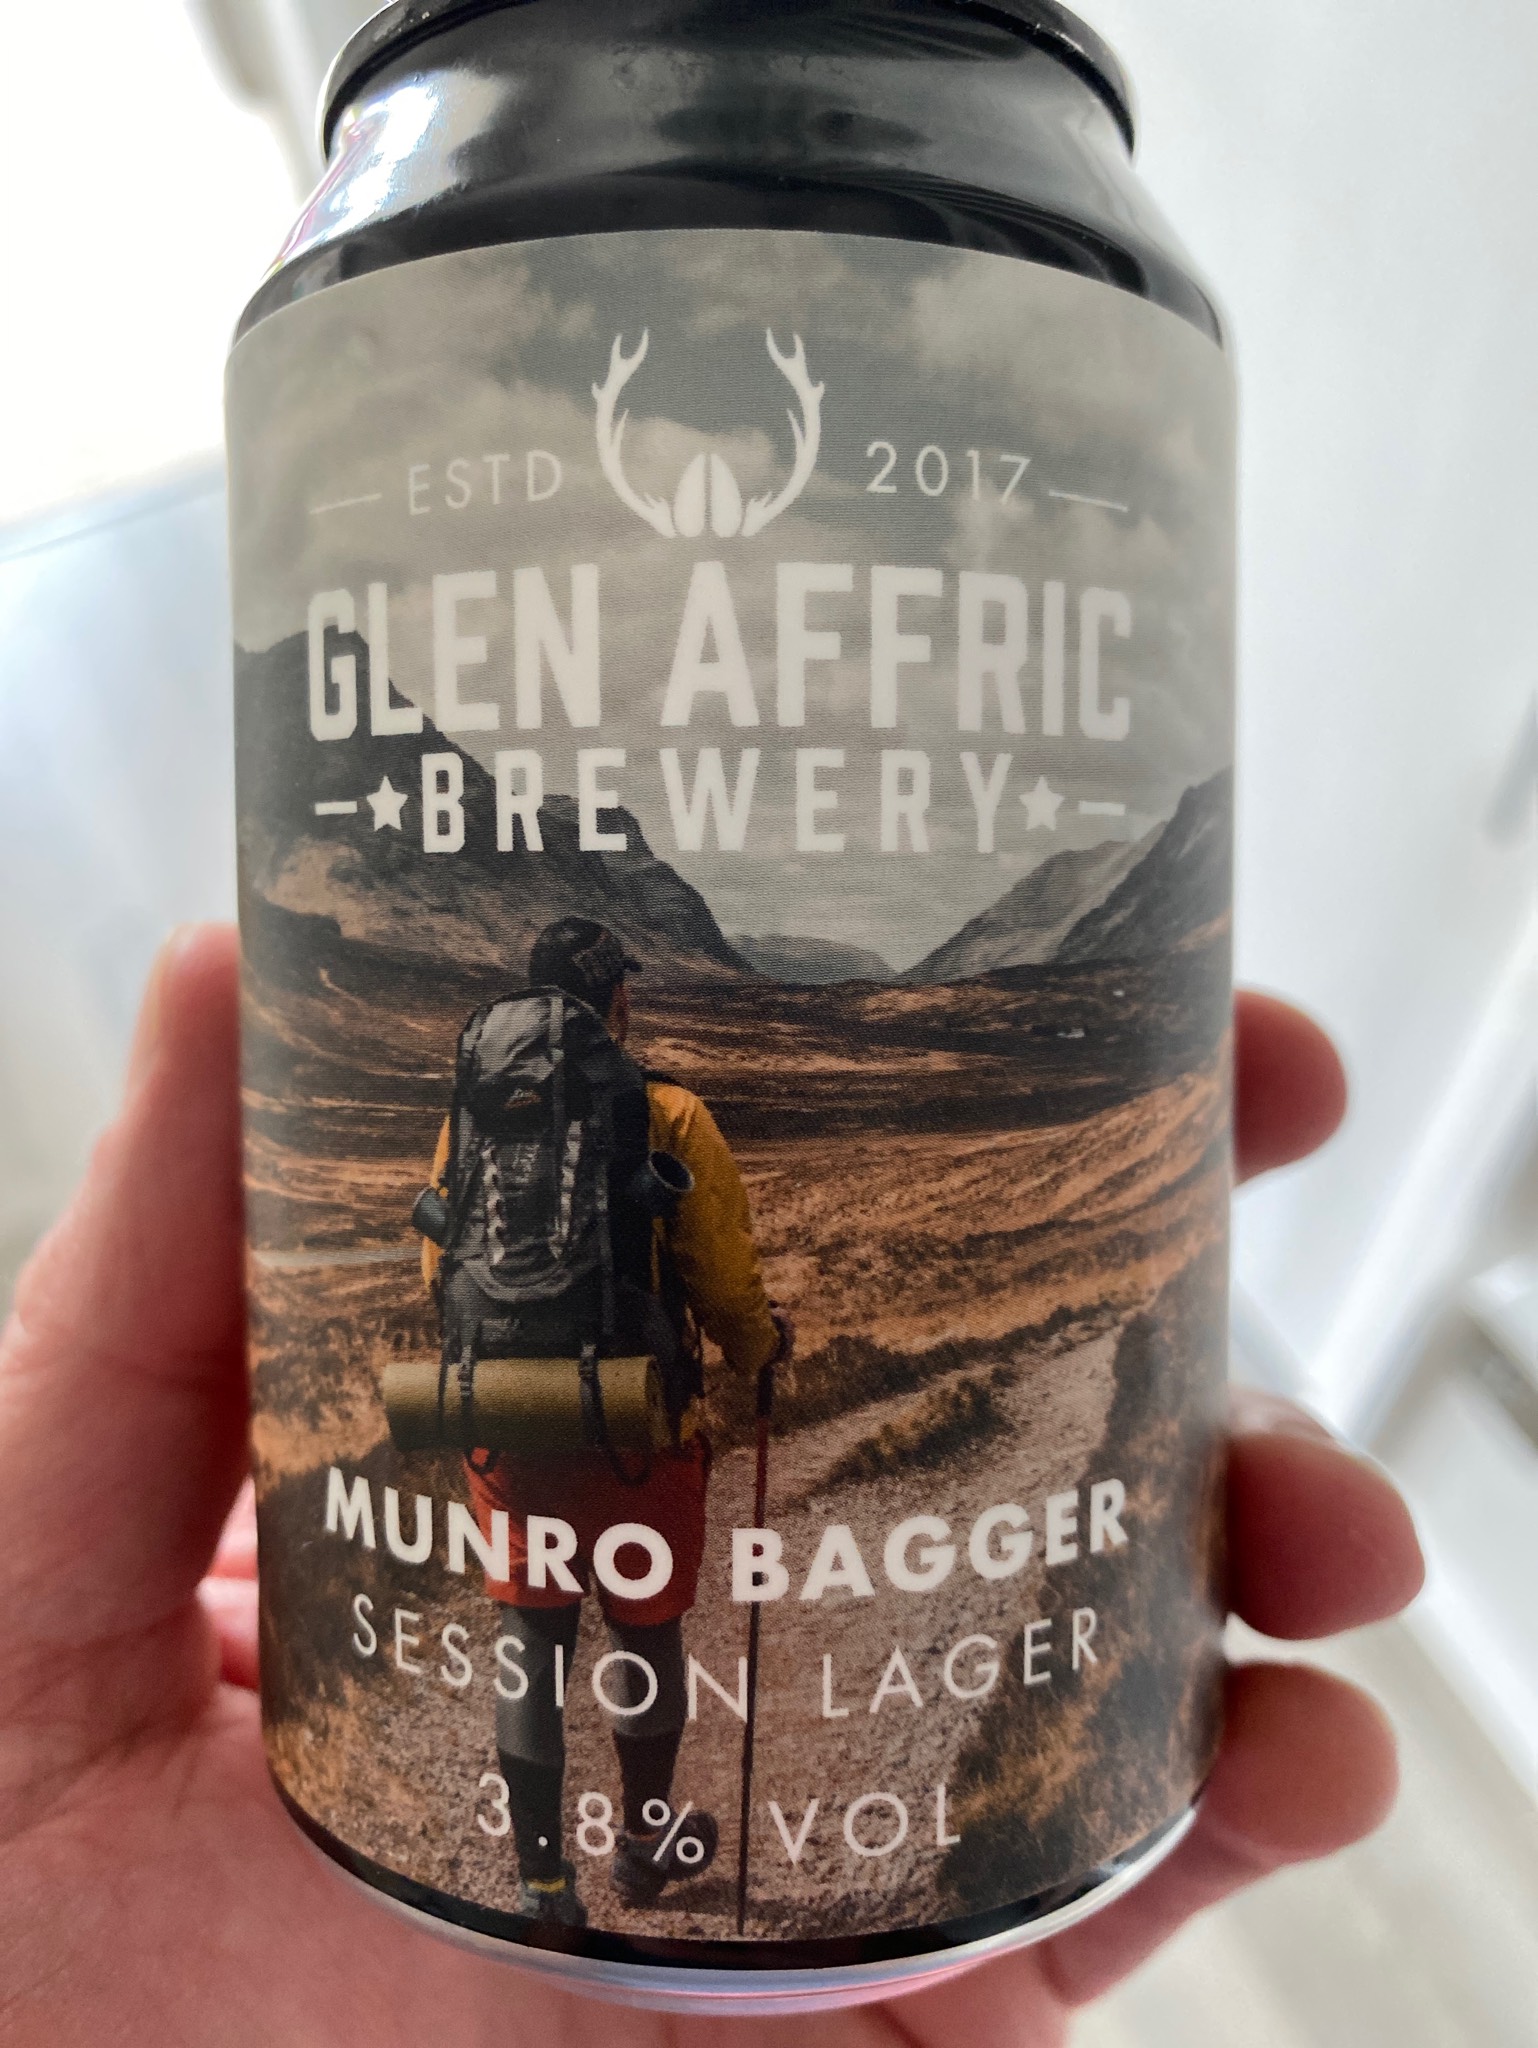 ESTD 2017
GLEN AFFRIC
BREWERY
MUNRO BAGGER
SESSION LAGER
3.8% VOL